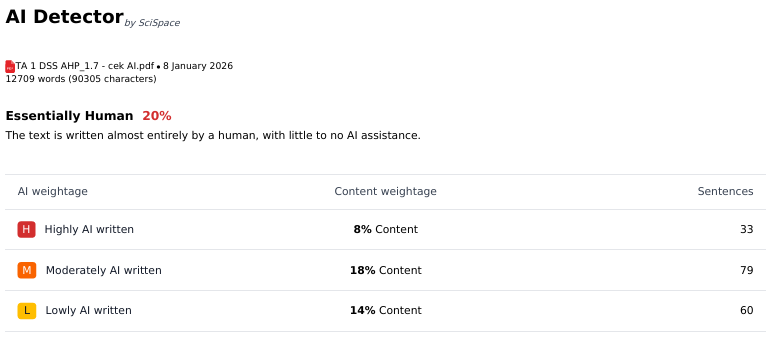 AI Detector by SciSpace
TA 1 DSS AHP_1.7 - cek AI.pdf • 8 January 2026
12709 words (90305 characters)
Essentially Human 20%
The text is written almost entirely by a human, with little to no AI assistance.
AI weightage Content weightage Sentences
H Highly AI written 8% Content 33
M Moderately AI written 18% Content 79
L Lowly AI written 14% Content 60